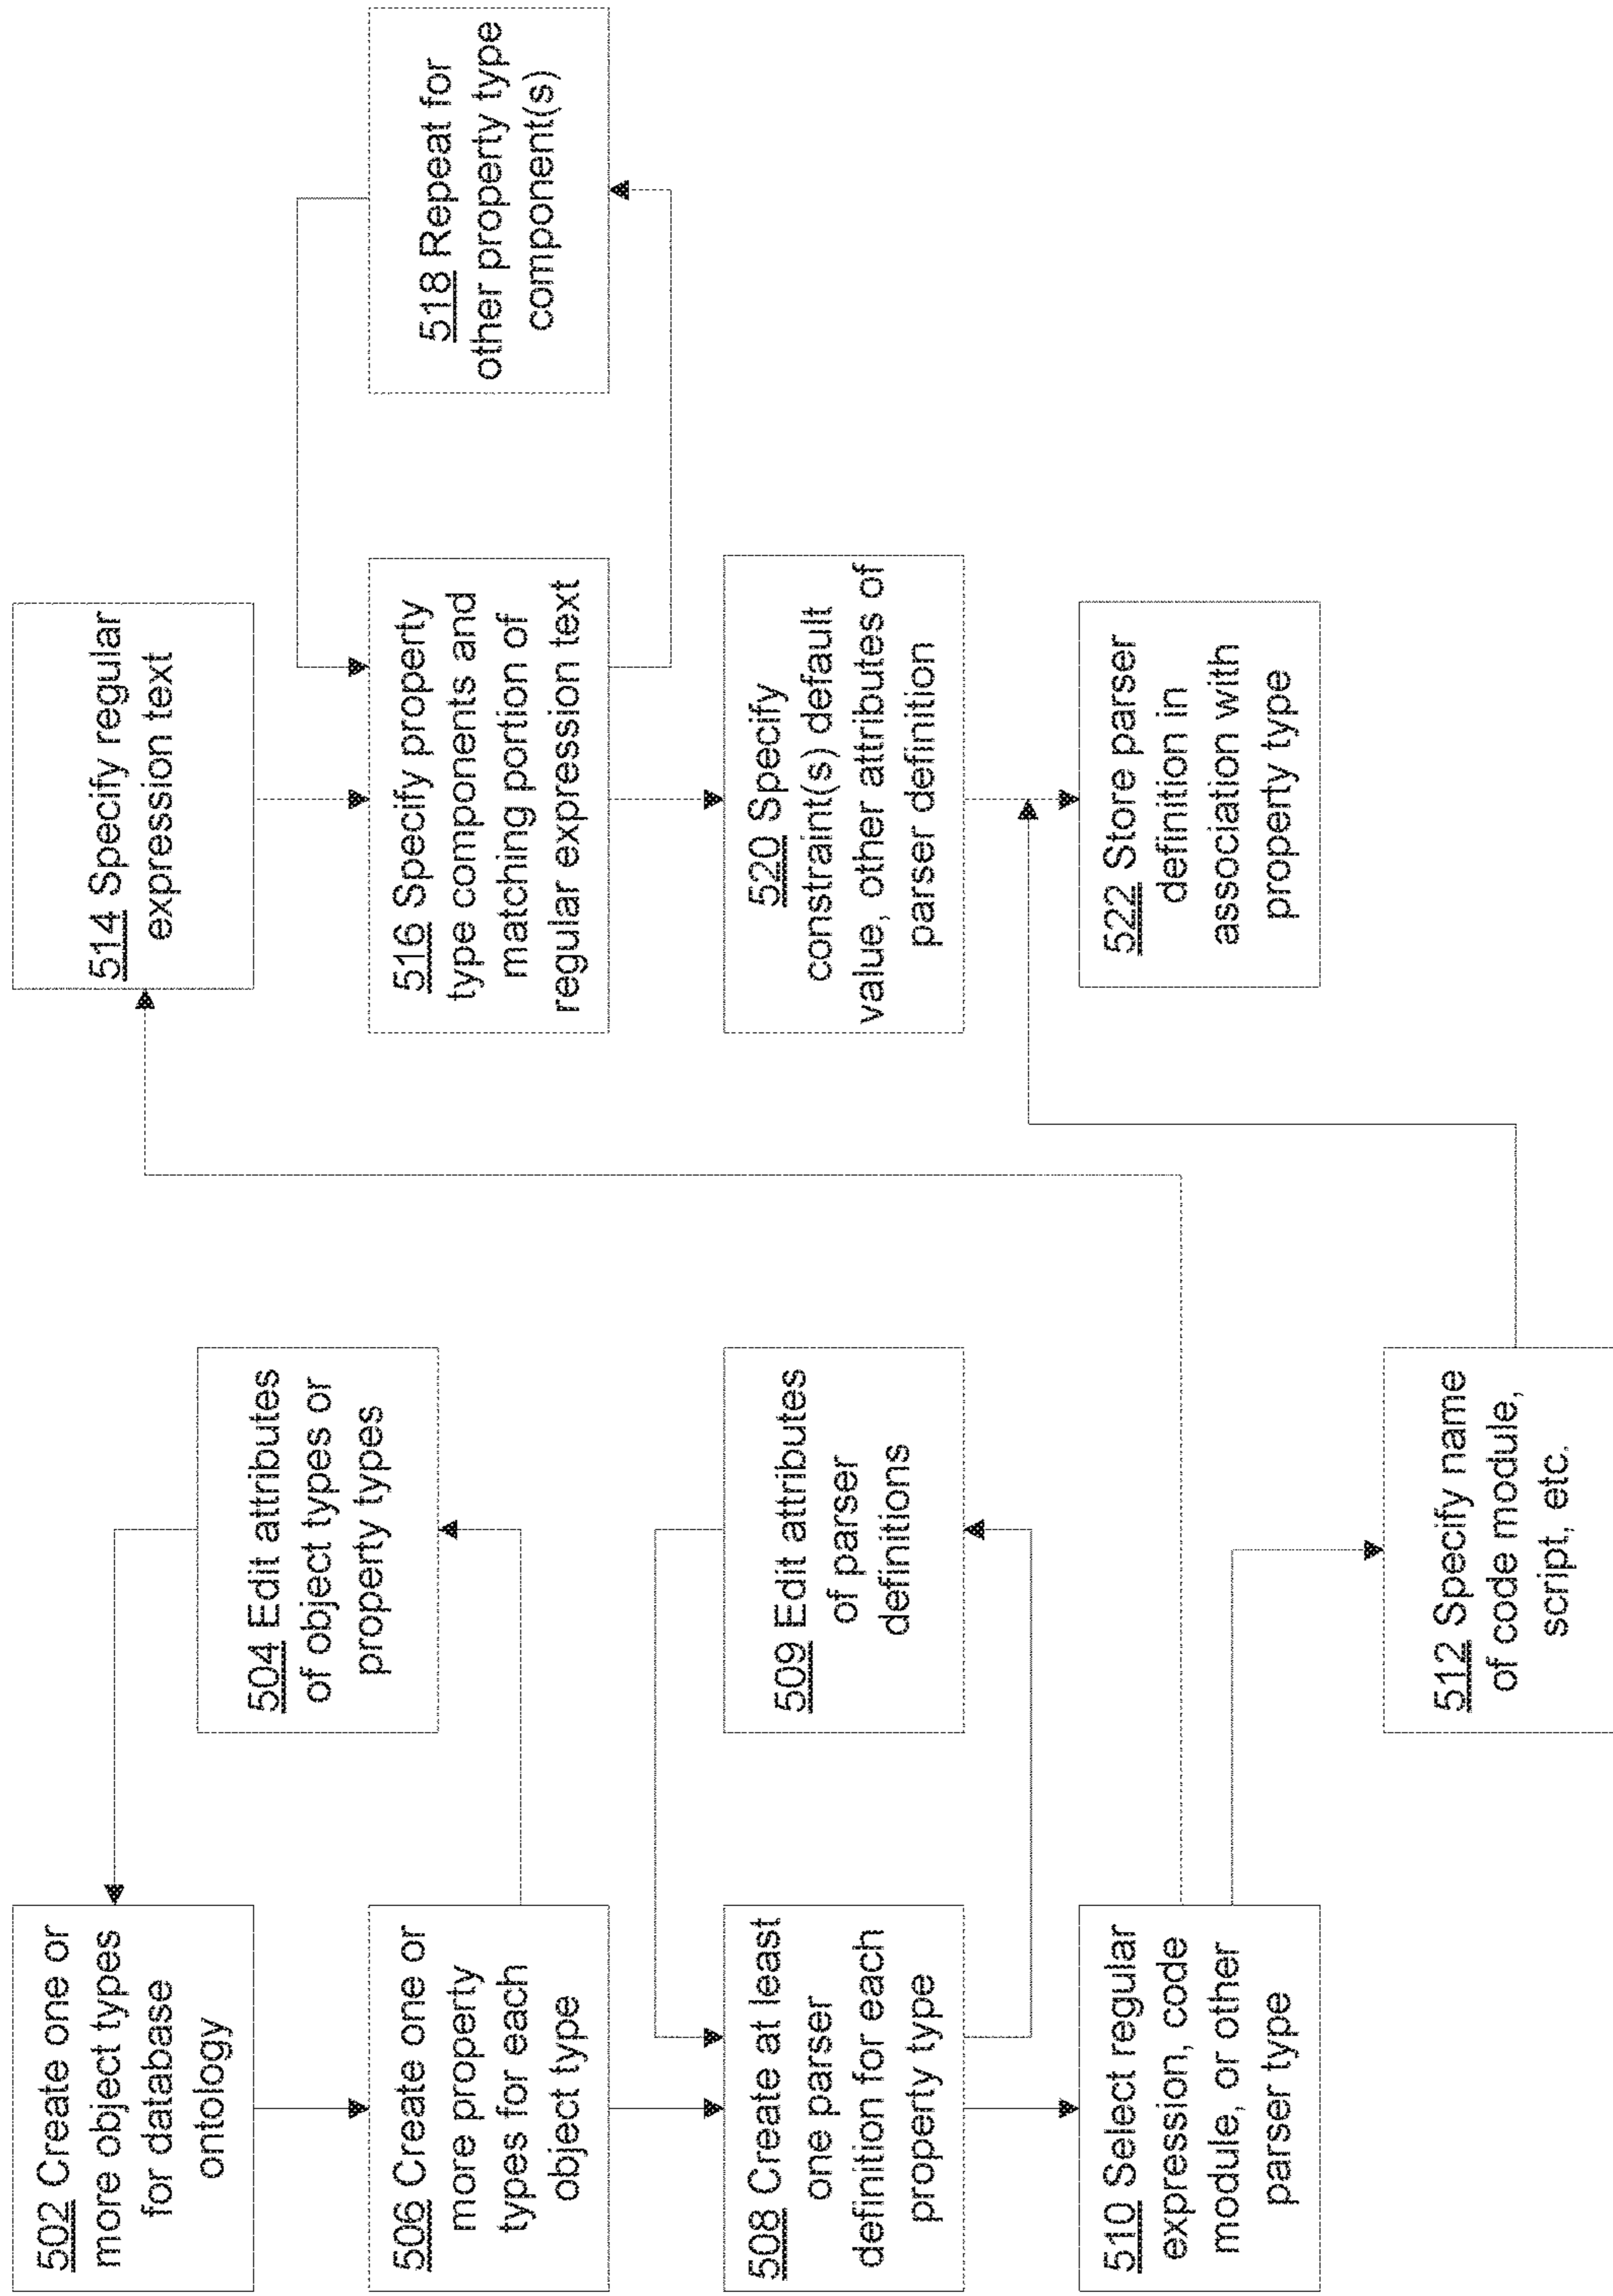 502 Create one or
more object types
for database
ontology
504 Edit attributes
of object types or
property types
506 Create one or
more property
types for each
object type
508 Create at least
one parser
definition for each
property type
509 Edit attributes
of parser
definitions
510 Select regular
expression, code
module, or other
parser type
512 Specify name
of code module,
script, etc.
514 Specify regular
expression text
516 Specify property
type components and
matching portion of
regular expression text
518 Repeat for
other property type
component(s)
520 Specify
constraint(s) default
value, other attributes of
parser definition
522 Store parser
definition in
association with
property type